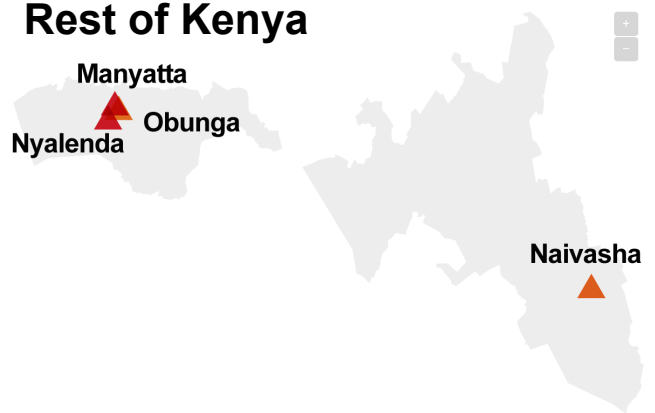 Rest of Kenya
Manyatta
Obunga
Nyalenda
Naivasha
+
−